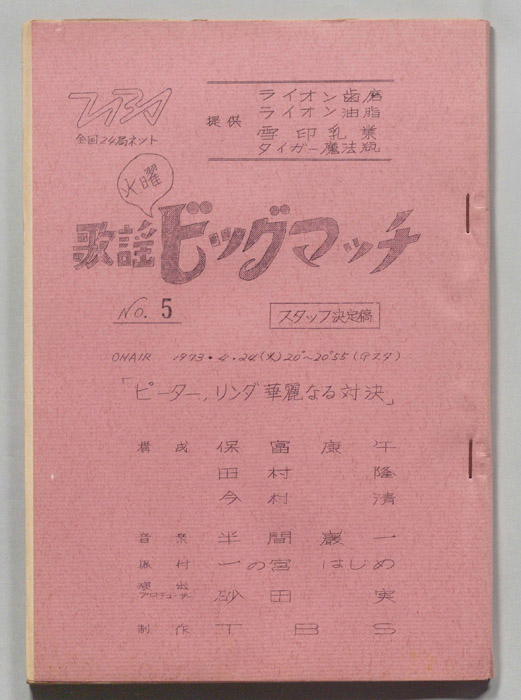 TBS
全国24局ネット
提供
ライオン歯磨
ライオン油脂
雪印乳業
タイガー魔法瓶
火曜
歌謡ビッグマッチ
No. 5
スタッフ決定稿
ONAIR 1973・4・24(火)20°~20°55(Gスタ)
「ピーター,リンダ華麗なる対決」
構成 保富康午
田村隆
今村清
音楽 半間巖一
振付 一の宮はじめ
演出
プロデューサー 砂田実
制作 TBS